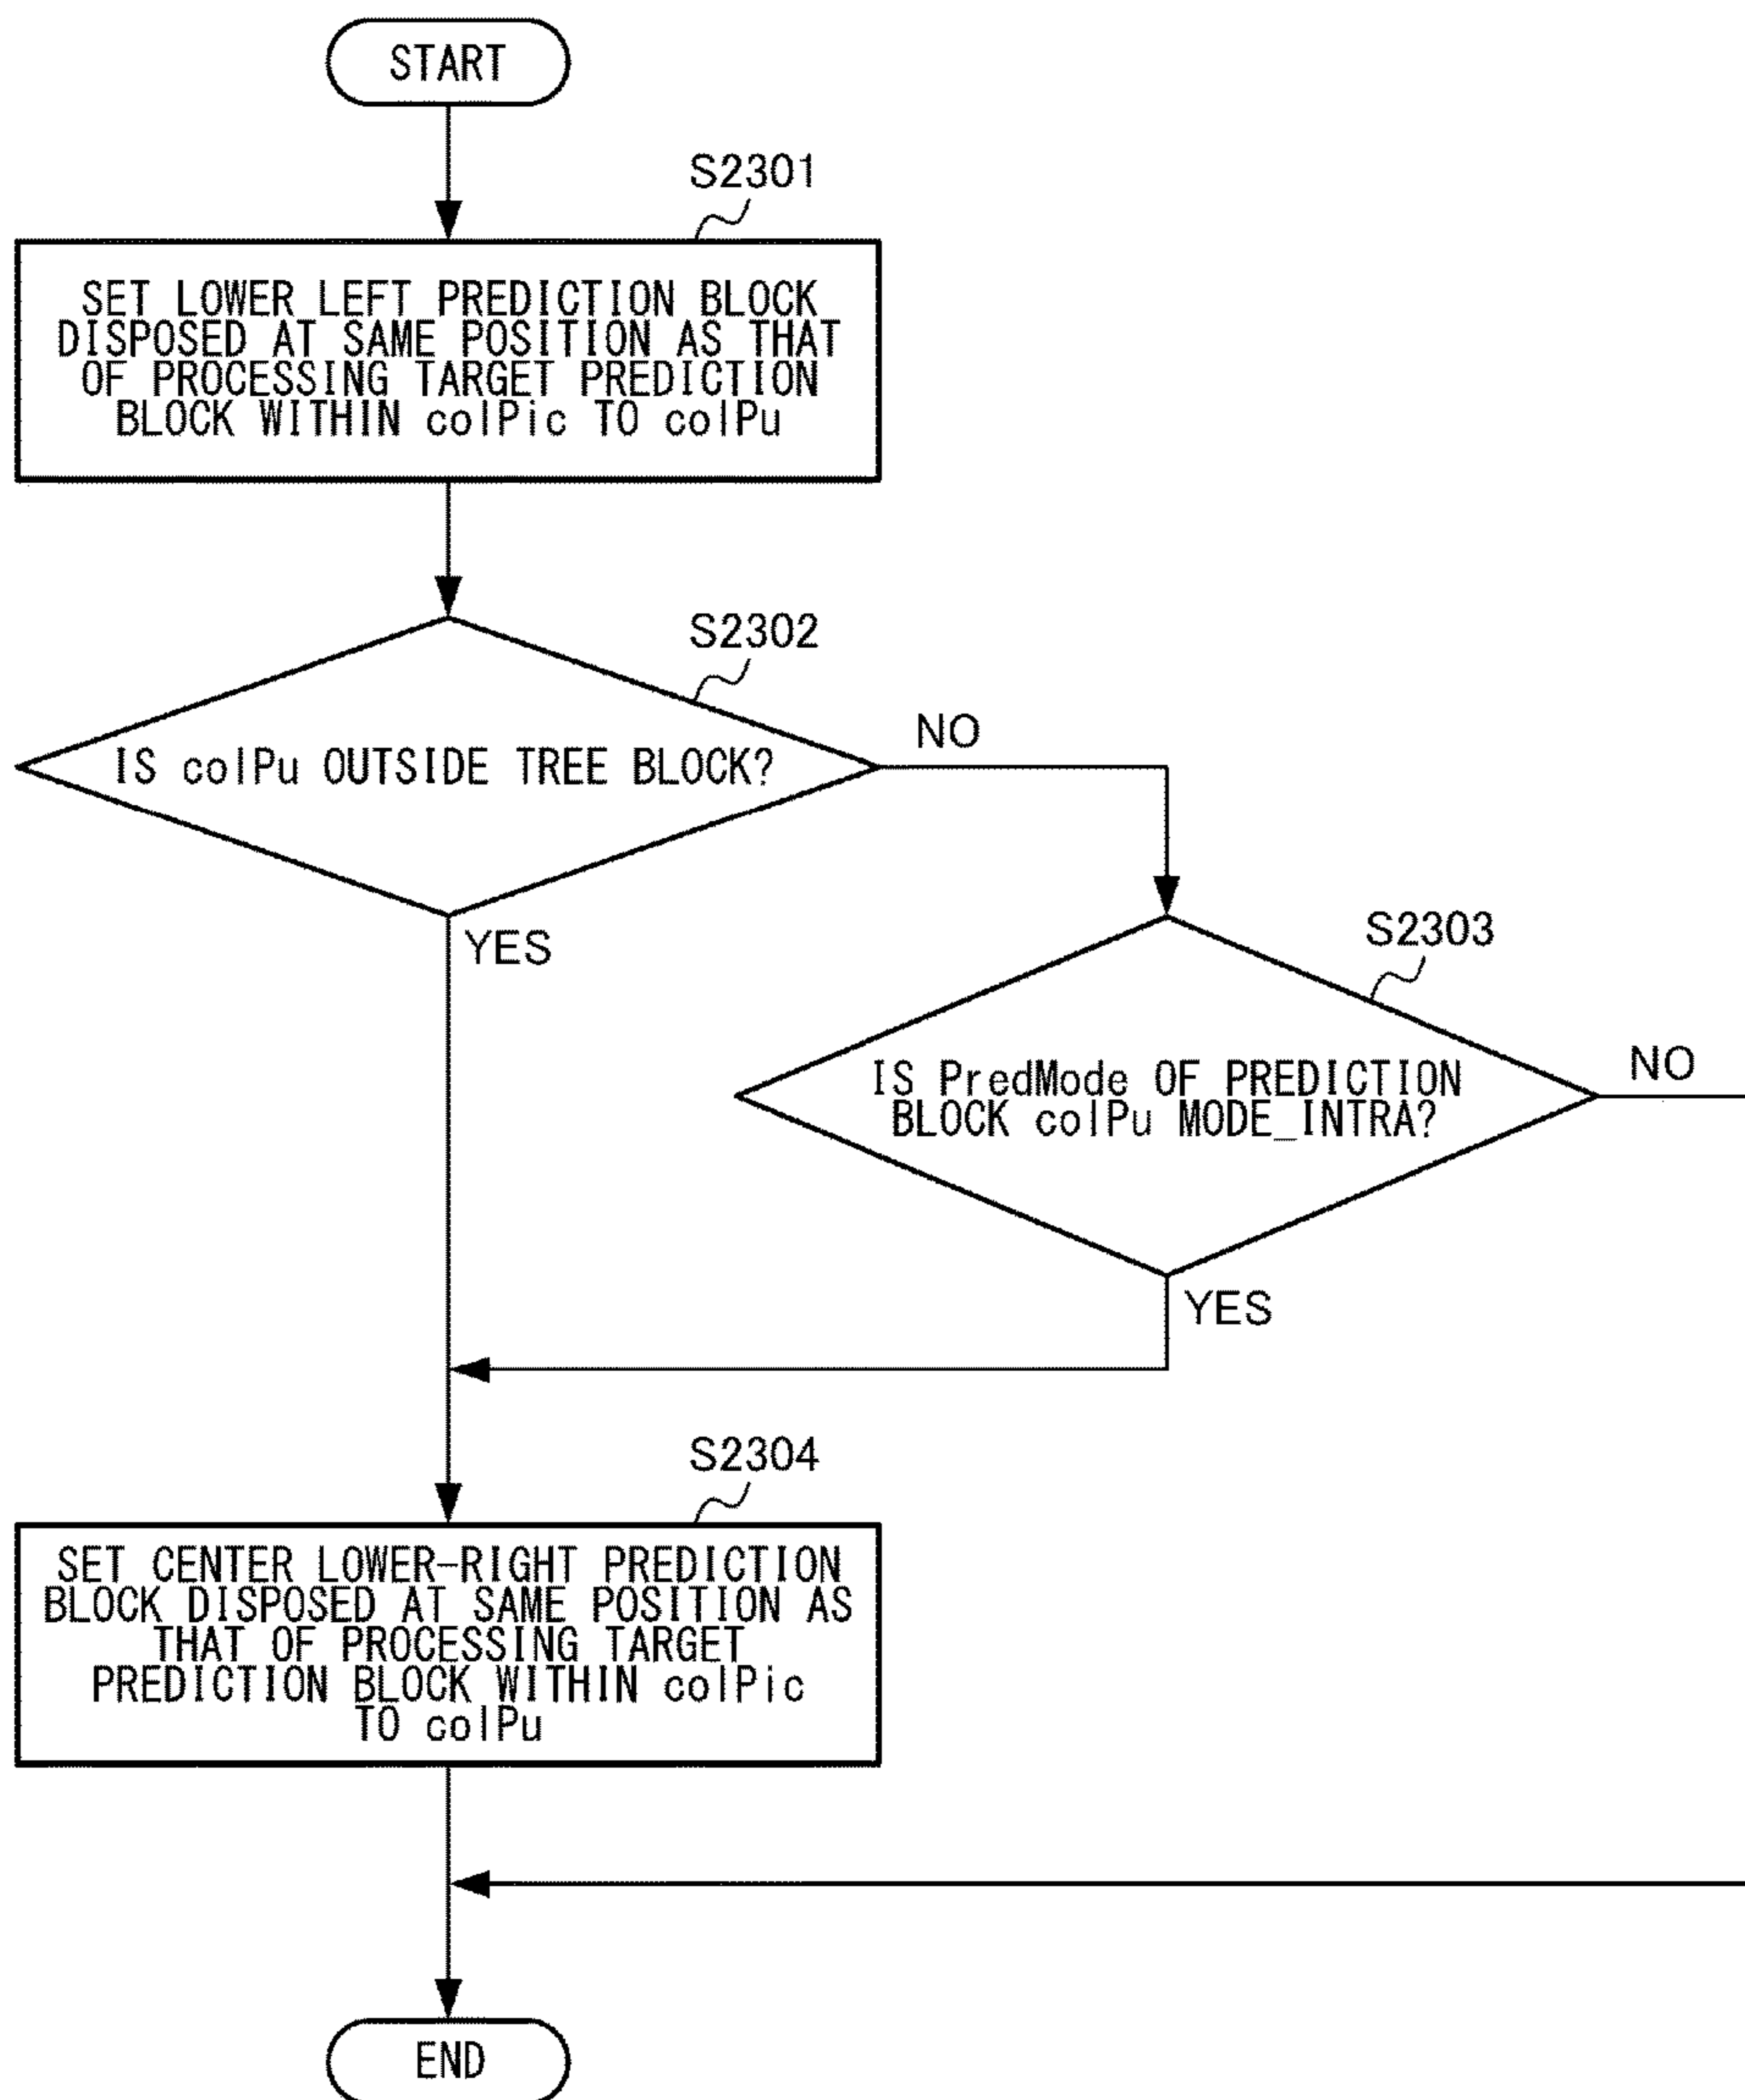 START
S2301
SET LOWER LEFT PREDICTION BLOCK
DISPOSED AT SAME POSITION AS THAT
OF PROCESSING TARGET PREDICTION
BLOCK WITHIN colPic TO colPu
S2302
IS colPu OUTSIDE TREE BLOCK?
NO
YES
S2303
IS PredMode OF PREDICTION
BLOCK colPu MODE_INTRA?
NO
YES
S2304
SET CENTER LOWER-RIGHT PREDICTION
BLOCK DISPOSED AT SAME POSITION AS
THAT OF PROCESSING TARGET
PREDICTION BLOCK WITHIN colPic
TO colPu
END